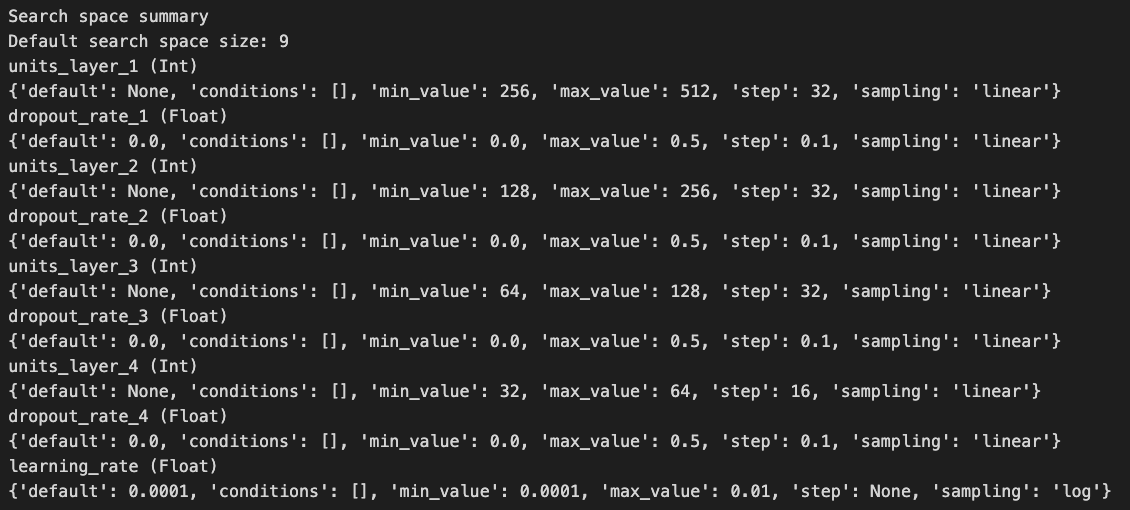 Search space summary
Default search space size: 9
units_layer_1 (Int)
{'default': None, 'conditions': [], 'min_value': 256, 'max_value': 512, 'step': 32, 'sampling': 'linear'}
dropout_rate_1 (Float)
{'default': 0.0, 'conditions': [], 'min_value': 0.0, 'max_value': 0.5, 'step': 0.1, 'sampling': 'linear'}
units_layer_2 (Int)
{'default': None, 'conditions': [], 'min_value': 128, 'max_value': 256, 'step': 32, 'sampling': 'linear'}
dropout_rate_2 (Float)
{'default': 0.0, 'conditions': [], 'min_value': 0.0, 'max_value': 0.5, 'step': 0.1, 'sampling': 'linear'}
units_layer_3 (Int)
{'default': None, 'conditions': [], 'min_value': 64, 'max_value': 128, 'step': 32, 'sampling': 'linear'}
dropout_rate_3 (Float)
{'default': 0.0, 'conditions': [], 'min_value': 0.0, 'max_value': 0.5, 'step': 0.1, 'sampling': 'linear'}
units_layer_4 (Int)
{'default': None, 'conditions': [], 'min_value': 32, 'max_value': 64, 'step': 16, 'sampling': 'linear'}
dropout_rate_4 (Float)
{'default': 0.0, 'conditions': [], 'min_value': 0.0, 'max_value': 0.5, 'step': 0.1, 'sampling': 'linear'}
learning_rate (Float)
{'default': 0.0001, 'conditions': [], 'min_value': 0.0001, 'max_value': 0.01, 'step': None, 'sampling': 'log'}